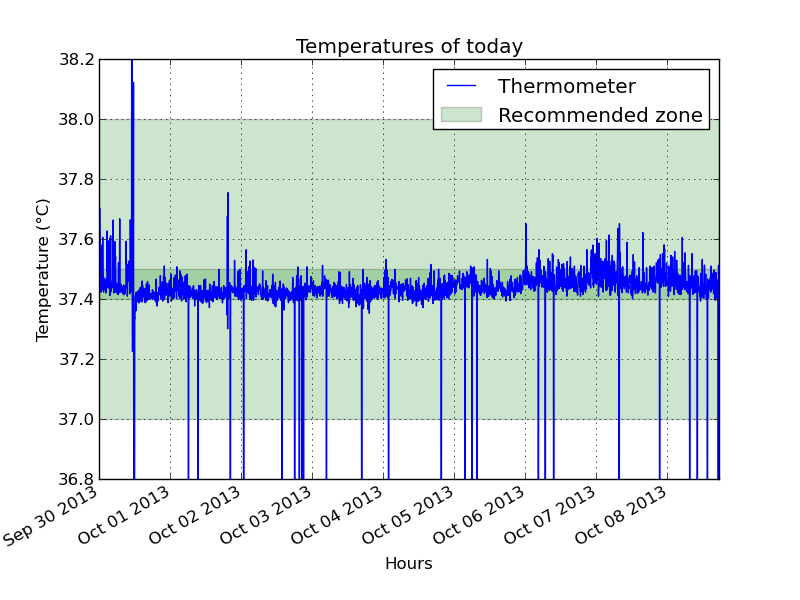 Temperatures of today
Thermometer
Recommended zone
38.2
38.0
37.8
37.6
37.4
37.2
37.0
36.8
Temperature (°C)
Sep 30 2013
Oct 01 2013
Oct 02 2013
Oct 03 2013
Oct 04 2013
Oct 05 2013
Oct 06 2013
Oct 07 2013
Oct 08 2013
Hours